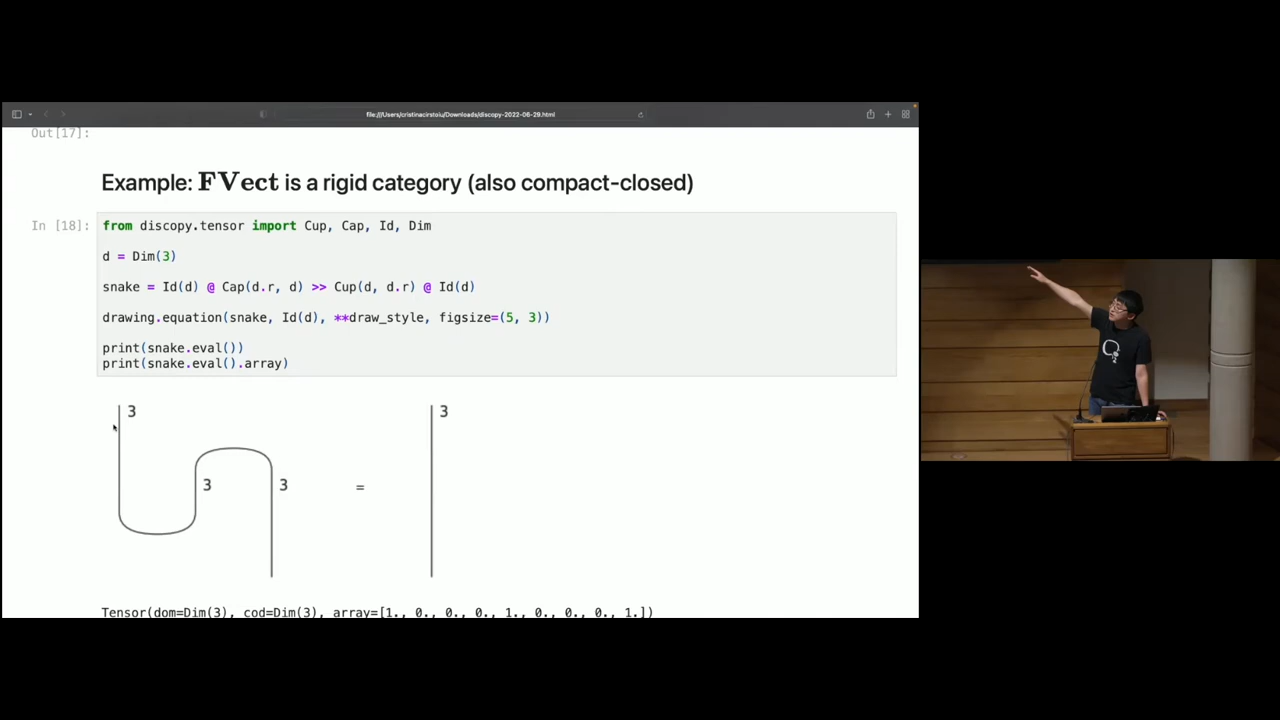 file:///Users/cristinacirstoiu/Downloads/discopy-2022-06-29.html
Out[17]:
Example: FVect is a rigid category (also compact-closed)
In [18]:
from discopy.tensor import Cup, Cap, Id, Dim
d = Dim(3)
snake = Id(d) @ Cap(d.r, d) >> Cup(d, d.r) @ Id(d)
drawing.equation(snake, Id(d), **draw_style, figsize=(5, 3))
print(snake.eval())
print(snake.eval().array)
3
3
3
3
=
Tensor(dom=Dim(3), cod=Dim(3), array=[1., 0., 0., 0., 1., 0., 0., 0., 1.])